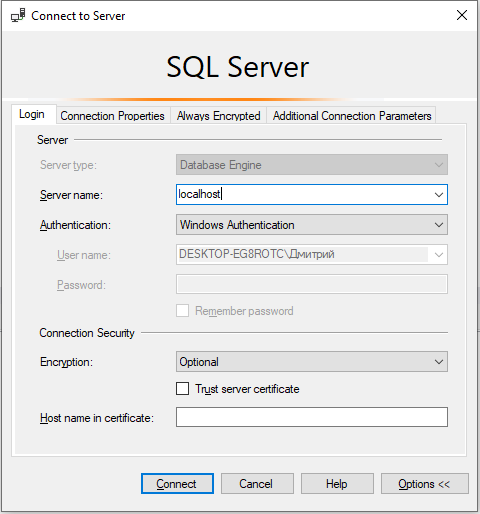 Connect to Server
SQL Server
Login Connection Properties Always Encrypted Additional Connection Parameters
Server
Server type: Database Engine
Server name: localhost
Authentication: Windows Authentication
User name: DESKTOP-EG8ROTC\Дмитрий
Password:
Remember password
Connection Security
Encryption: Optional
Trust server certificate
Host name in certificate:
Connect Cancel Help Options <<